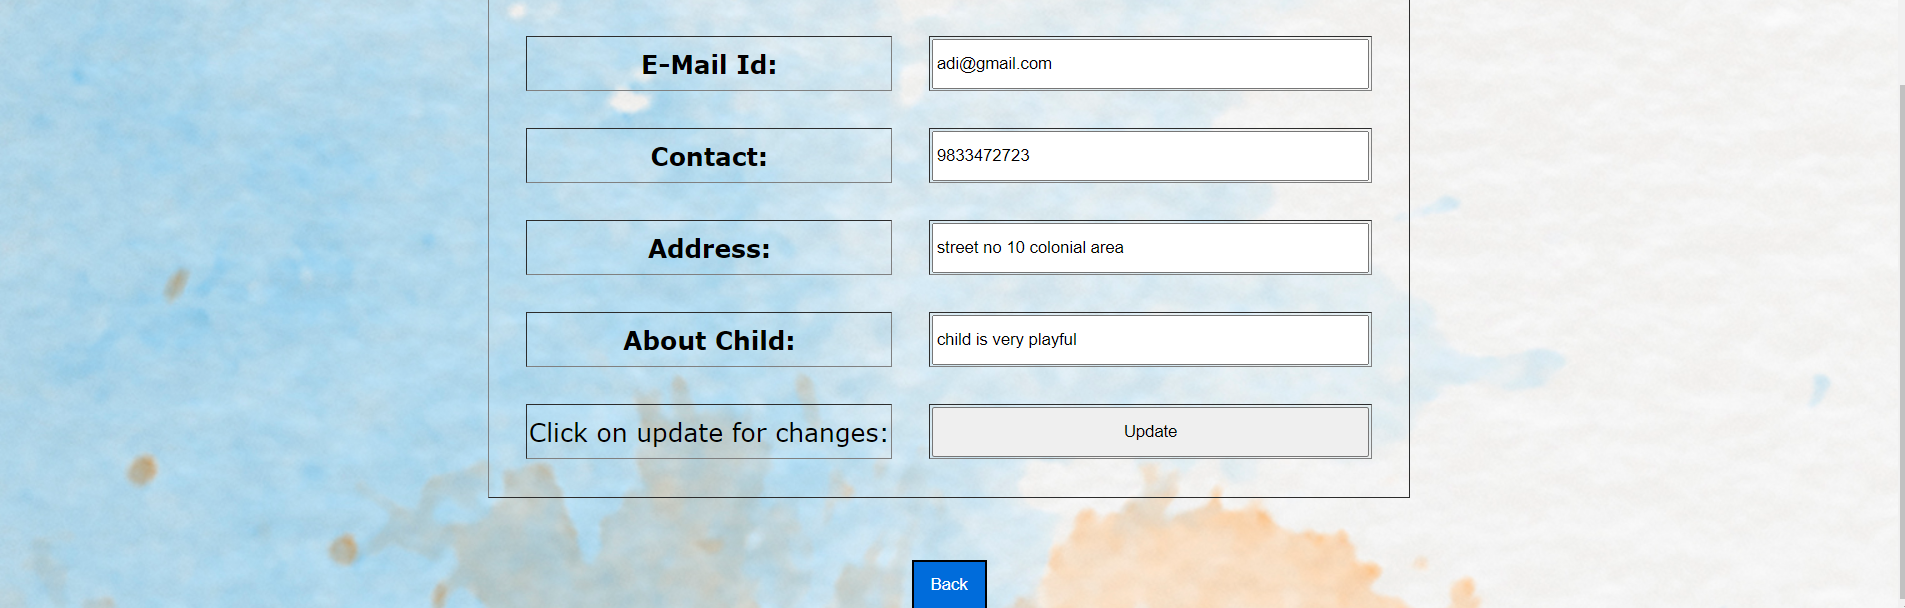 E-Mail Id: adi@gmail.com
Contact: 9833472723
Address: street no 10 colonial area
About Child: child is very playful
Click on update for changes: Update
Back